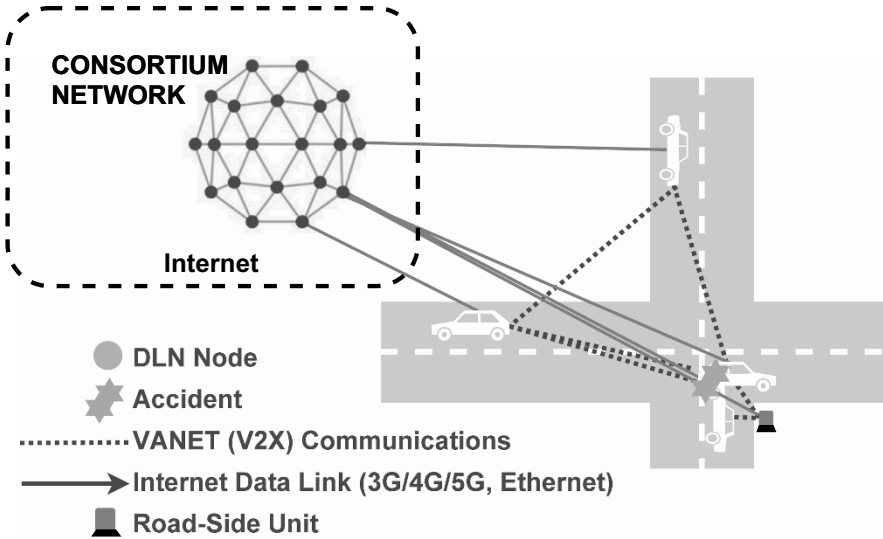 CONSORTIUM
NETWORK
Internet
DLN Node
Accident
VANET (V2X) Communications
Internet Data Link (3G/4G/5G, Ethernet)
Road-Side Unit